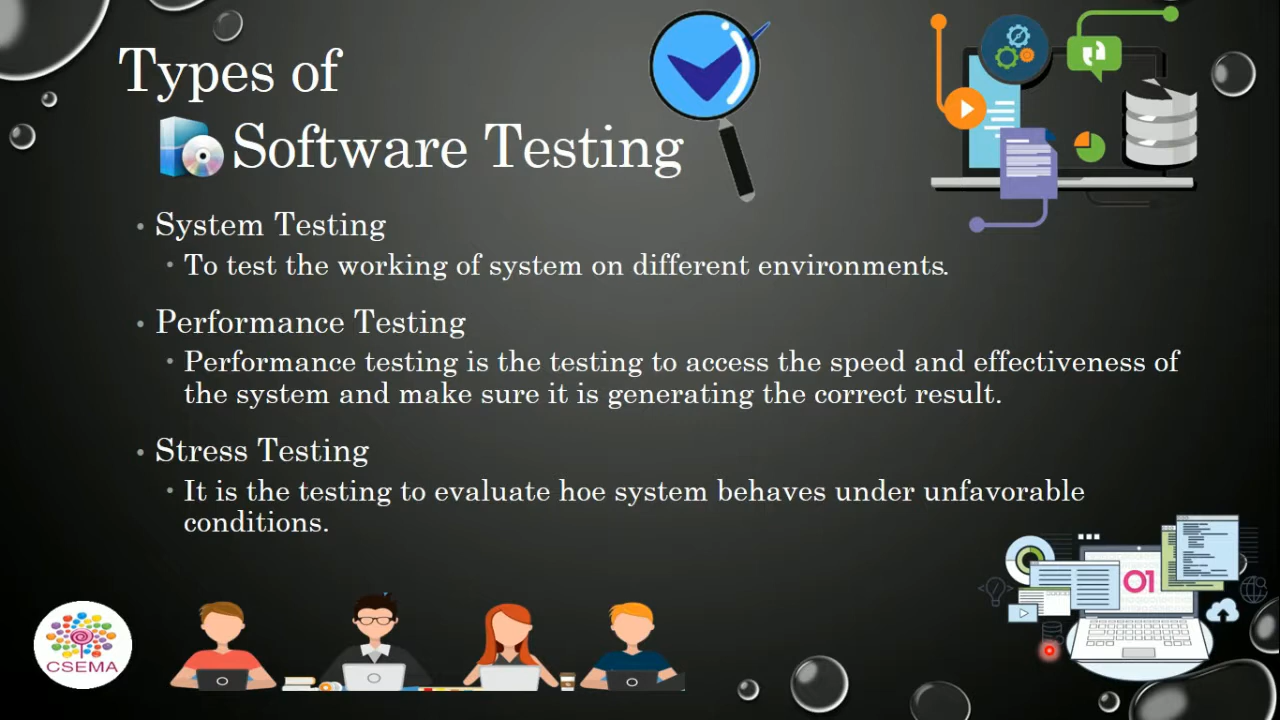 Types of
Software Testing
• System Testing
• To test the working of system on different environments.
• Performance Testing
• Performance testing is the testing to access the speed and effectiveness of
the system and make sure it is generating the correct result.
• Stress Testing
• It is the testing to evaluate hoe system behaves under unfavorable
conditions.
01
CSEMA